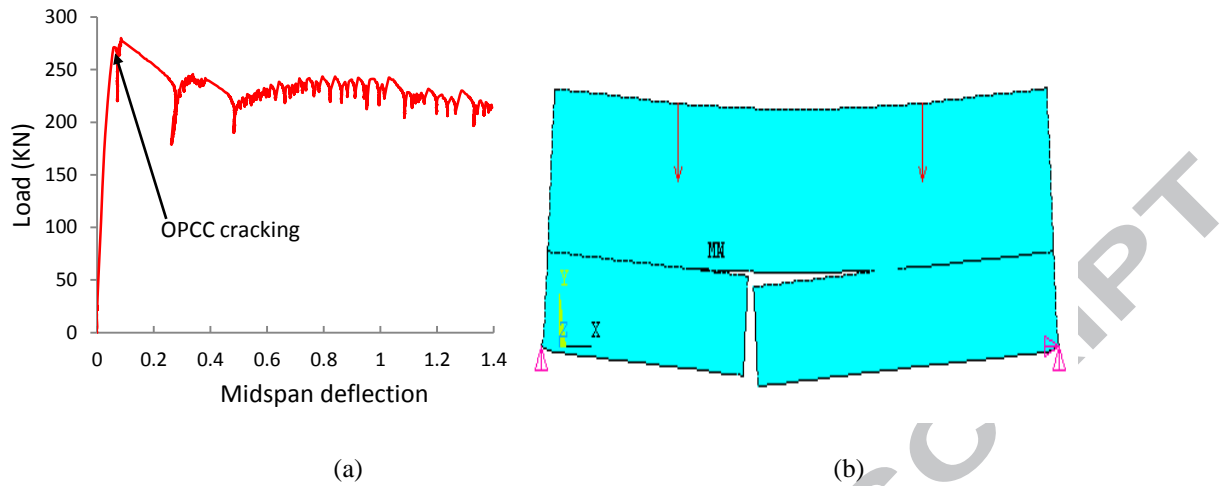 300
250
200
150
100
50
0
Load (KN)
OPCC cracking
0 0.2 0.4 0.6 0.8 1 1.2 1.4
Midspan deflection
MN
Y
Z X
(a)
(b)